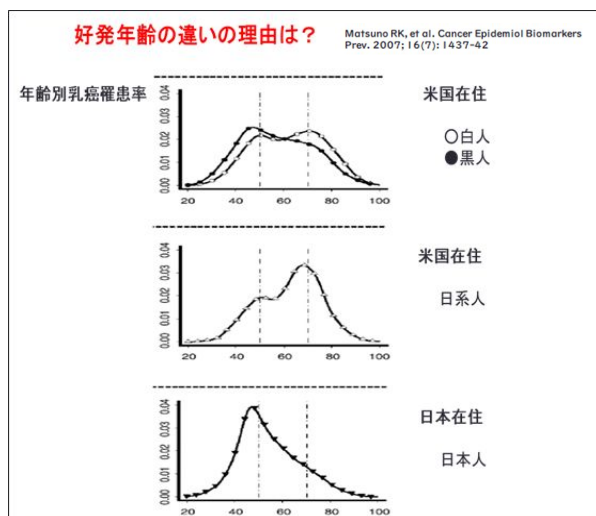 好発年齢の違いの理由は？
Matsuno RK, et al. Cancer Epidemiol Biomarkers
Prev. 2007; 16(7): 1437-42
年齢別乳癌罹患率
米国在住
○白人
●黒人
0.04
0.03
0.02
0.01
0.00
20 40 60 80 100
米国在住
日系人
0.04
0.03
0.02
0.01
0.00
20 40 60 80 100
日本在住
日本人
0.04
0.03
0.02
0.01
0.00
20 40 60 80 100